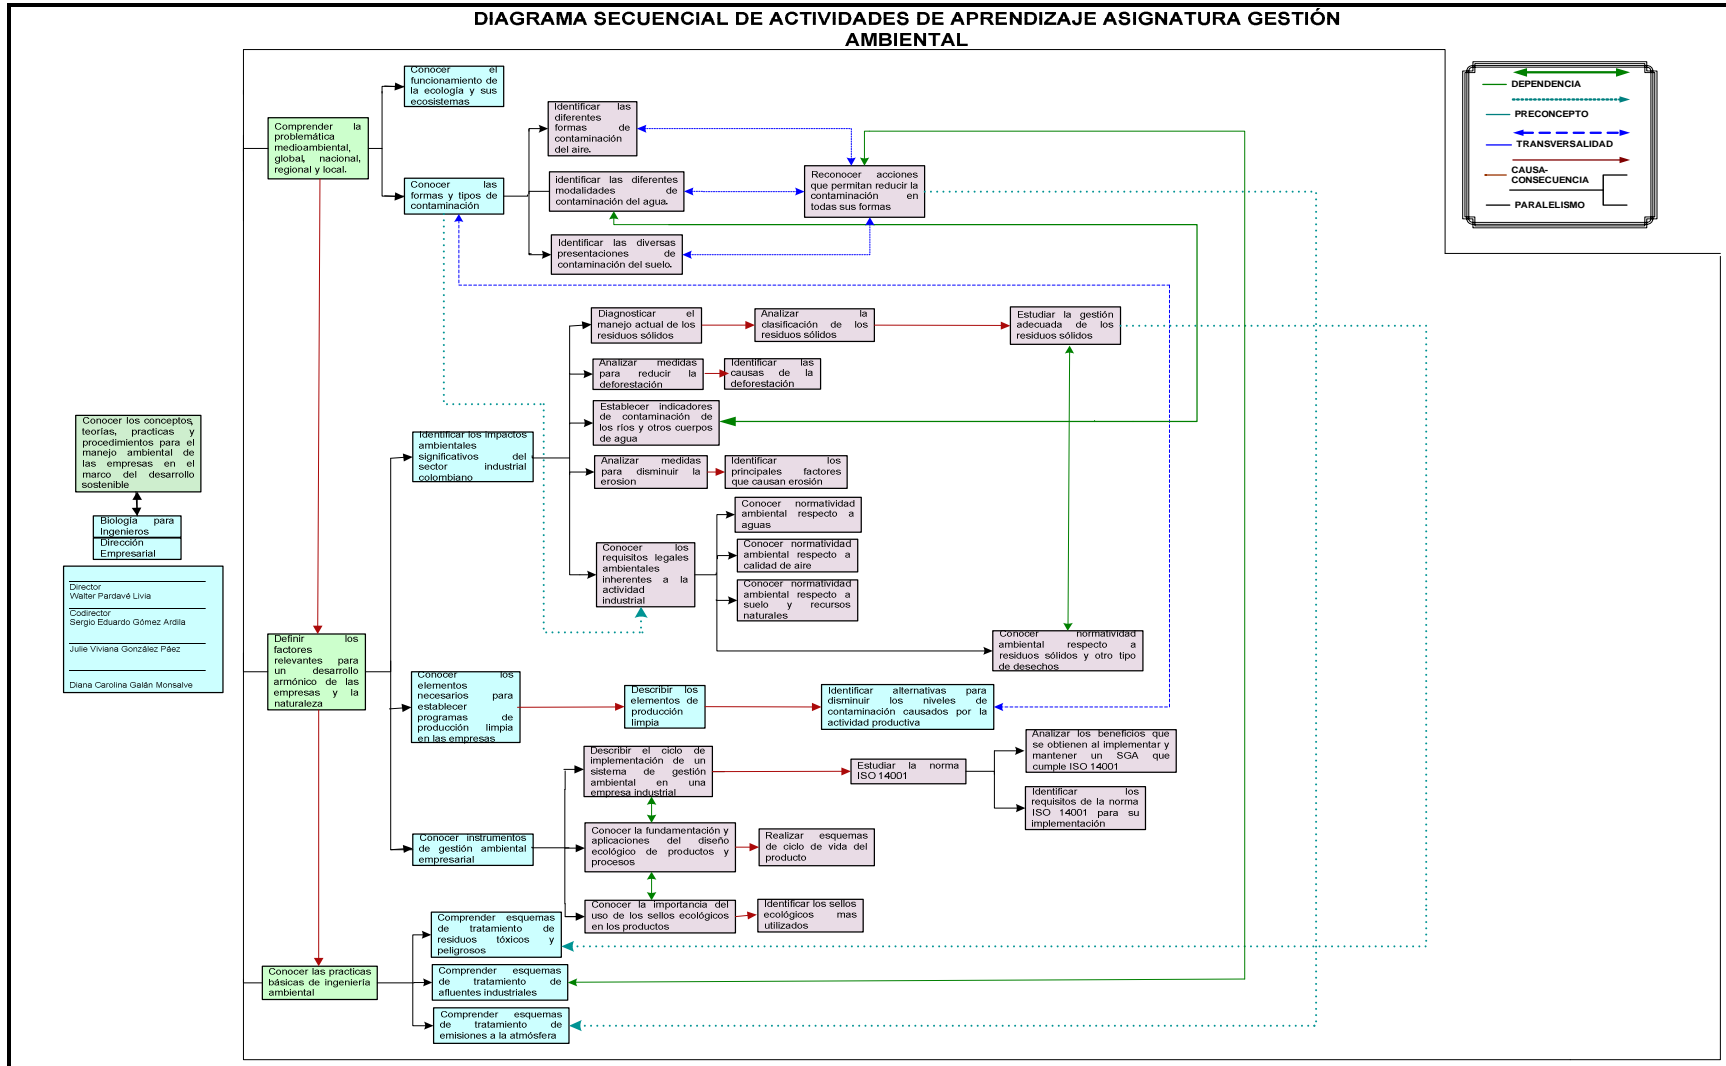 DIAGRAMA SECUENCIAL DE ACTIVIDADES DE APRENDIZAJE ASIGNATURA GESTIÓN
AMBIENTAL
DEPENDENCIA
PRECONCEPTO
TRANSVERSALIDAD
CAUSA-
CONSECUENCIA
PARALELISMO
Conocer los conceptos,
teorías, practicas y
procedimientos para el
manejo ambiental de
las empresas en el
marco del desarrollo
sostenible
Biología para
Ingenieros
Dirección
Empresarial
Director
Walter Pardavé Livia
Codirector
Sergio Eduardo Gómez Ardila
Julie Viviana González Páez
Diana Carolina Galán Monsalve
Comprender la
problemática
medioambiental,
global, nacional,
regional y local.
Conocer el
funcionamiento de
la ecología y sus
ecosistemas
Conocer las
formas y tipos de
contaminación
Identificar las
diferentes
formas de
contaminación
del aire.
identificar las diferentes
modalidades de
contaminación del agua.
Identificar las diversas
presentaciones de
contaminación del suelo.
Reconocer acciones
que permitan reducir la
contaminación en
todas sus formas
Definir los
factores
relevantes para
un desarrollo
armónico de las
empresas y la
naturaleza
Identificar los impactos
ambientales
significativos del
sector industrial
colombiano
Diagnosticar el
manejo actual de los
residuos sólidos
Analizar la
clasificación de los
residuos sólidos
Estudiar la gestión
adecuada de los
residuos sólidos
Analizar medidas
para reducir la
deforestación
Identificar las
causas de la
deforestación
Establecer indicadores
de contaminación de
los ríos y otros cuerpos
de agua
Analizar medidas
para disminuir la
erosion
Identificar los
principales factores
que causan erosión
Conocer los
requisitos legales
ambientales
inherentes a la
actividad
industrial
Conocer normatividad
ambiental respecto a
aguas
Conocer normatividad
ambiental respecto a
calidad de aire
Conocer normatividad
ambiental respecto a
suelo y recursos
naturales
Conocer normatividad
ambiental respecto a
residuos sólidos y otro tipo
de desechos
Conocer los
elementos
necesarios para
establecer
programas de
producción limpia
en las empresas
Describir los
elementos de
producción
limpia
Identificar alternativas para
disminuir los niveles de
contaminación causados por la
actividad productiva
Conocer instrumentos
de gestión ambiental
empresarial
Describir el ciclo de
implementación de un
sistema de gestión
ambiental en una
empresa industrial
Estudiar la norma
ISO 14001
Analizar los beneficios que
se obtienen al implementar y
mantener un SGA que
cumple ISO 14001
Identificar los
requisitos de la norma
ISO 14001 para su
implementación
Conocer la fundamentación y
aplicaciones del diseño
ecológico de productos y
procesos
Realizar esquemas
de ciclo de vida del
producto
Conocer la importancia del
uso de los sellos ecológicos
en los productos
Identificar los sellos
ecológicos mas
utilizados
Conocer las practicas
básicas de ingeniería
ambiental
Comprender esquemas
de tratamiento de
residuos tóxicos y
peligrosos
Comprender esquemas
de tratamiento de
afluentes industriales
Comprender esquemas
de tratamiento de
emisiones a la atmósfera